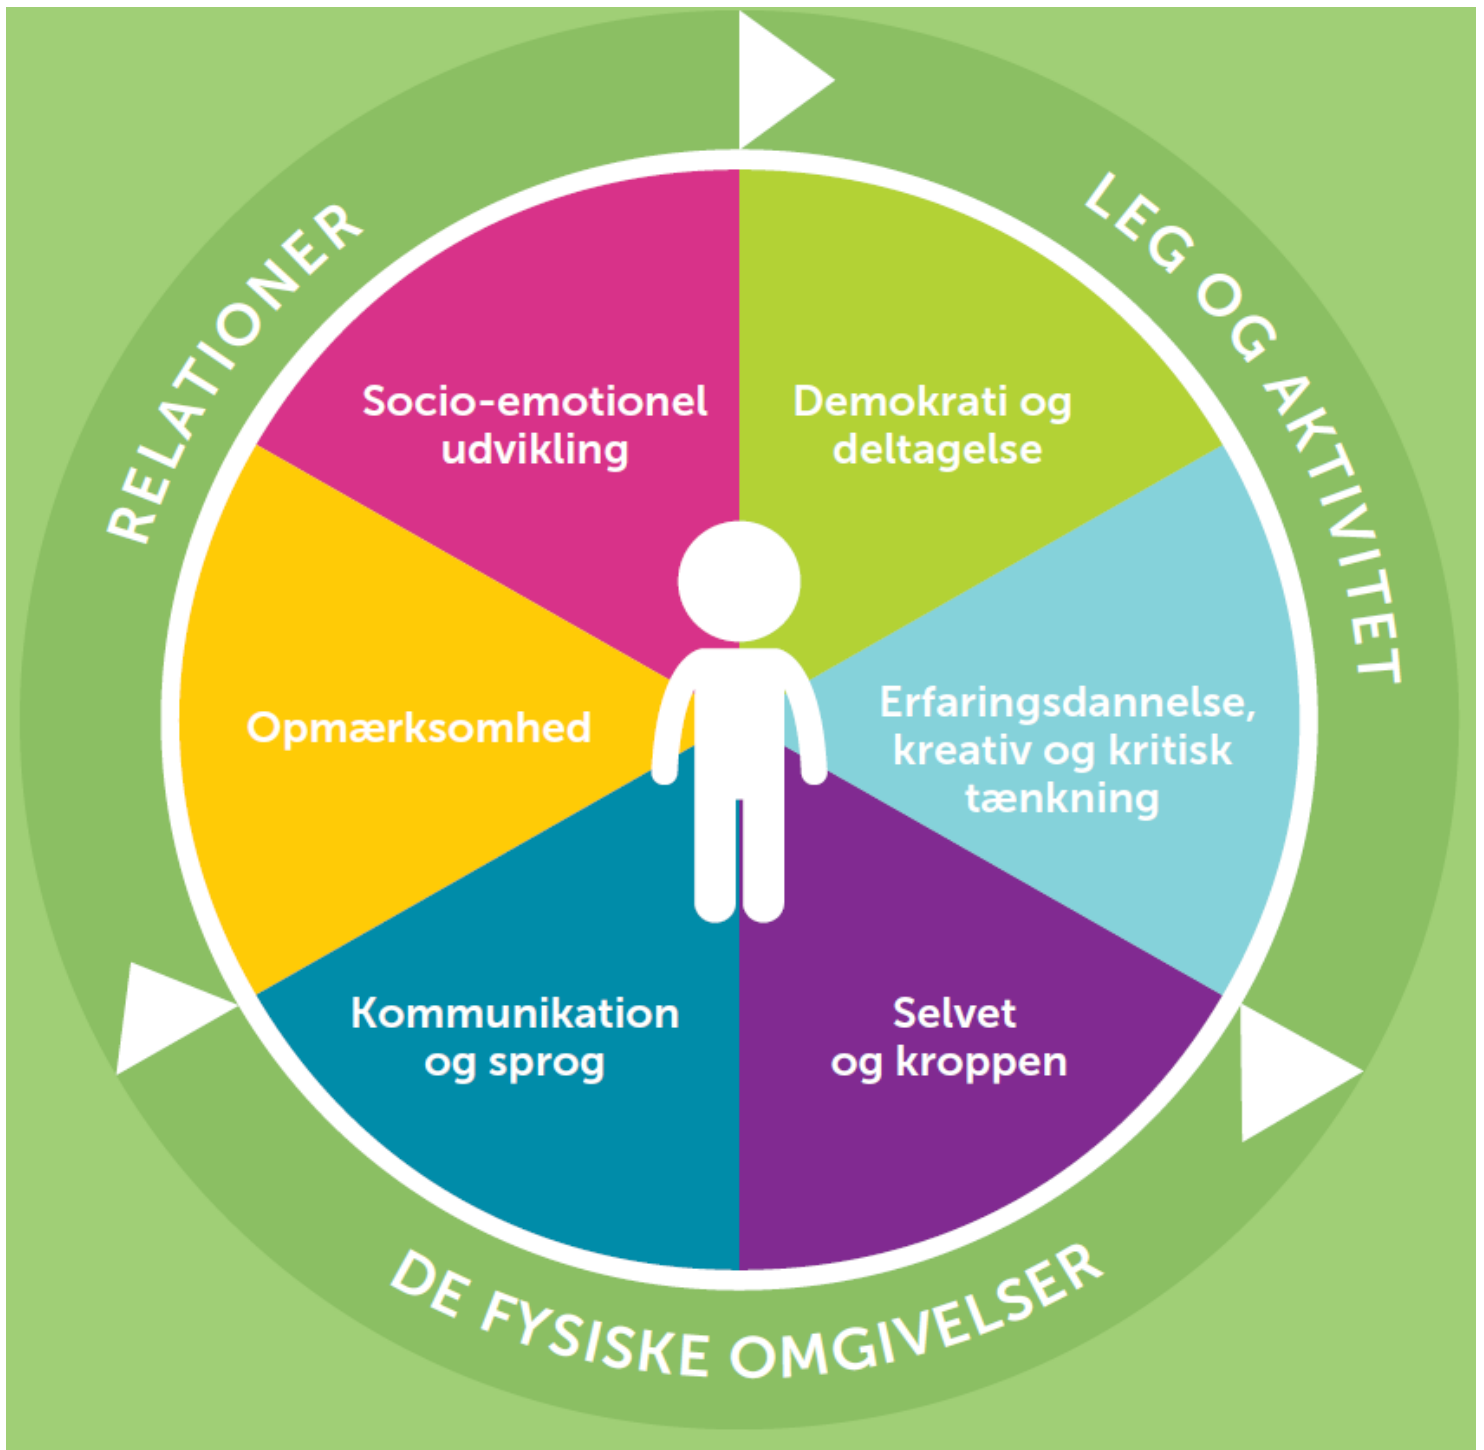 RELATIONER
LEG OG AKTIVITET
Socio-emotionel
udvikling
Demokrati og
deltagelse
Opmærksomhed
Erfaringsdannelse,
kreativ og kritisk
tænkning
Kommunikation
og sprog
Selvet
og kroppen
DE FYSISKE OMGIVELSER